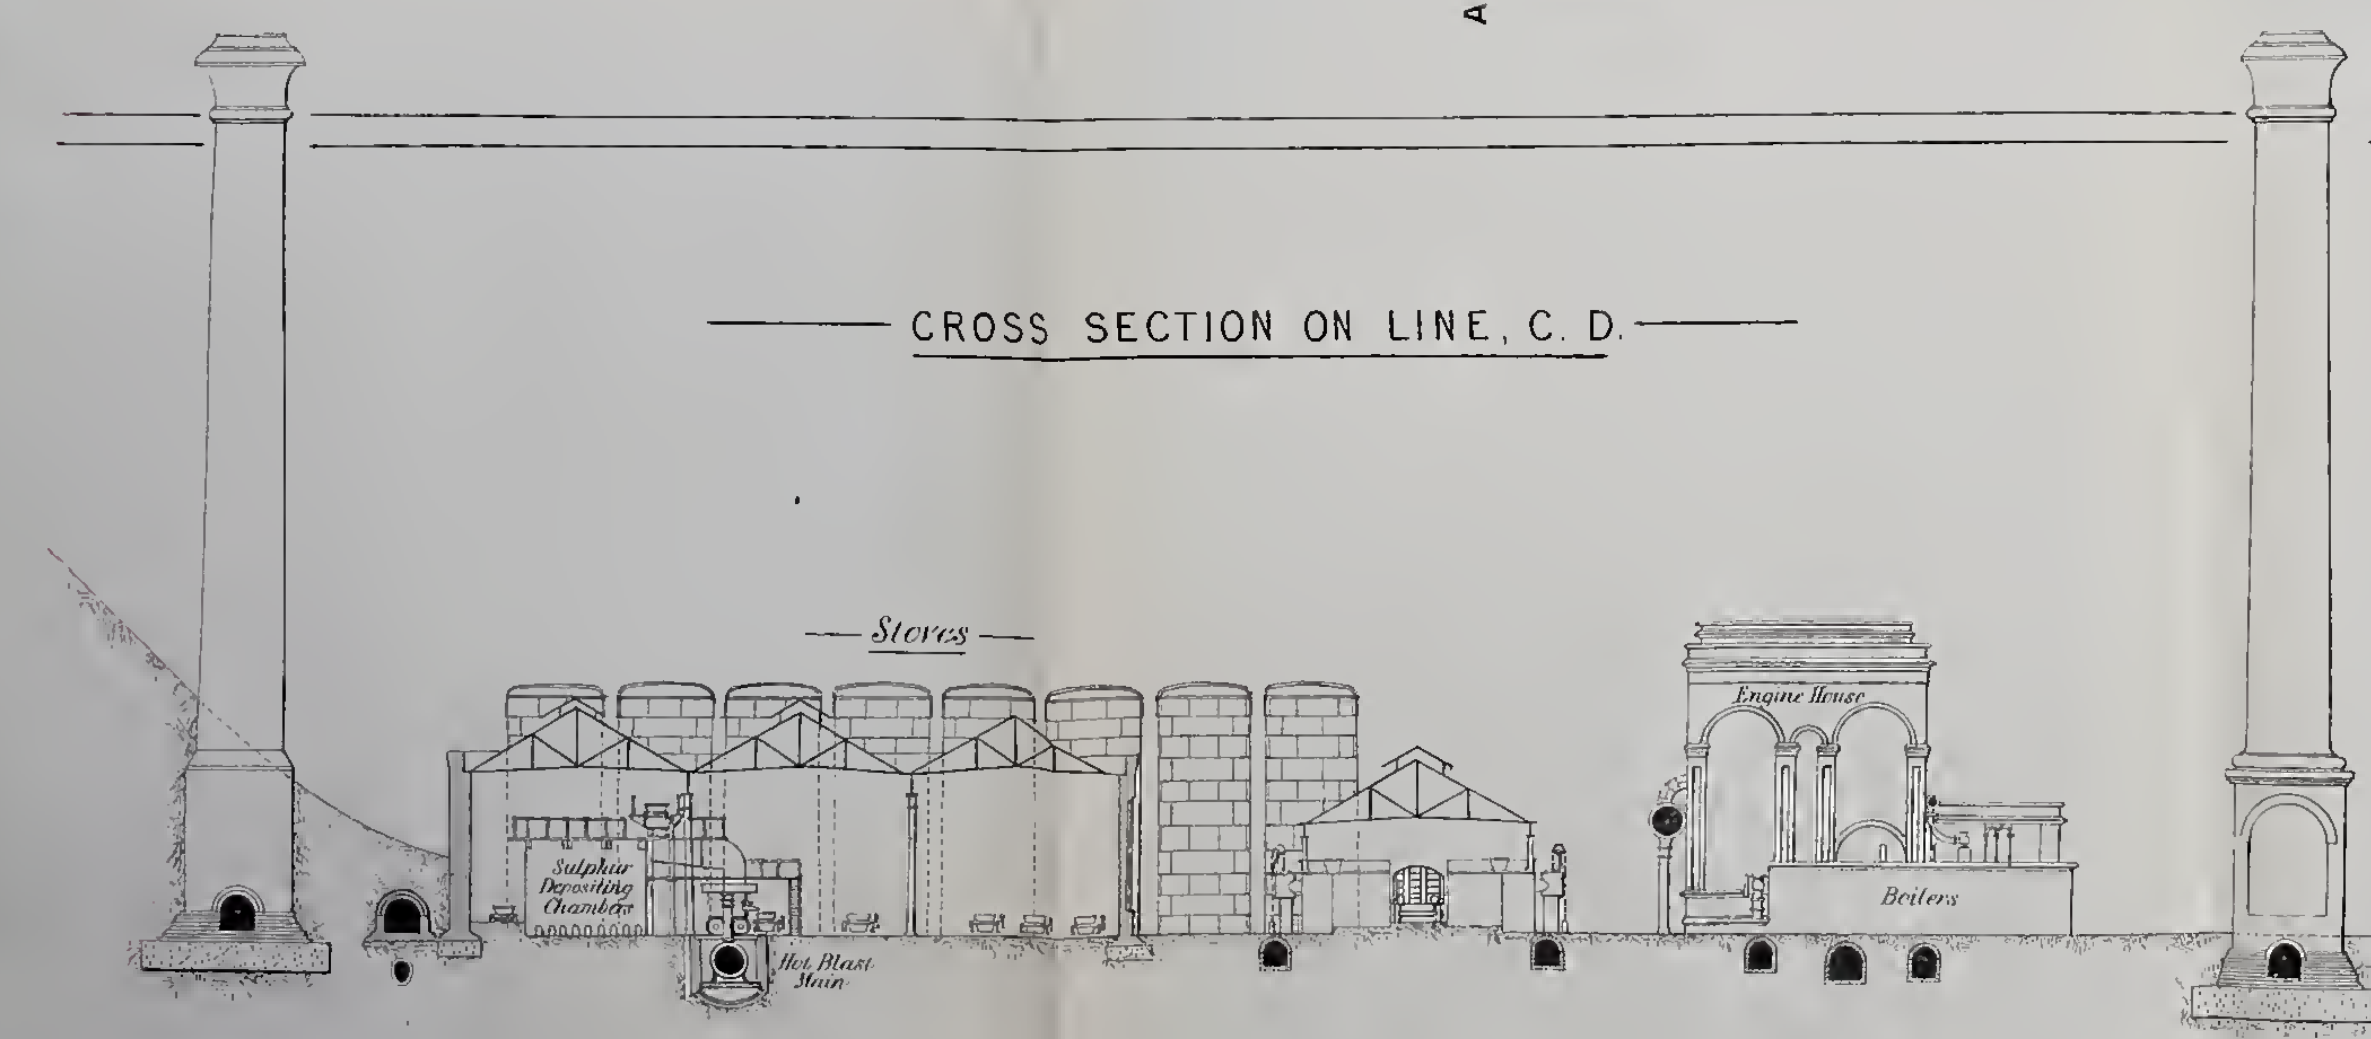 A
CROSS SECTION ON LINE, C. D.
Stoves
Engine House
Sulphur
Depositing
Chamber
Boilers
Hot Blast
Main